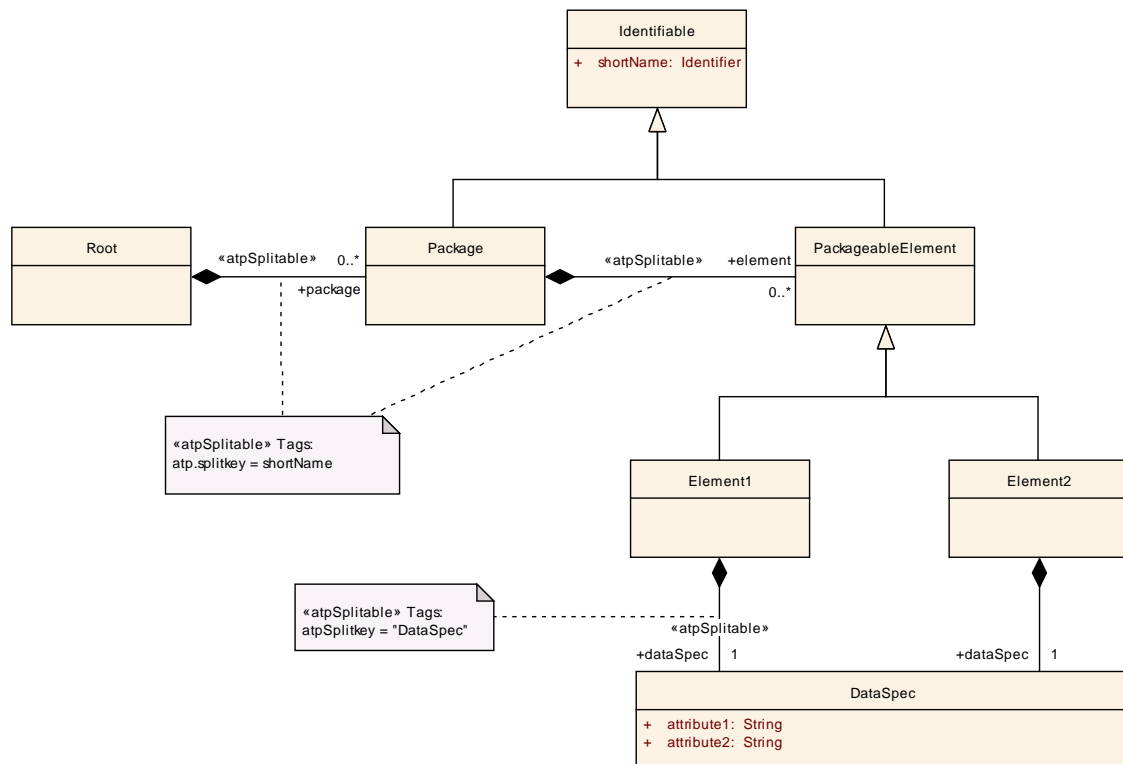 Identifiable
+ shortName: Identifier
Root
«atpSplitable»
0..*
+package
Package
«atpSplitable»
+element
0..*
PackageableElement
«atpSplitable» Tags:
atp.splitkey = shortName
Element1
Element2
«atpSplitable» Tags:
atpSplitkey = "DataSpec"
«atpSplitable»
+dataSpec 1
+dataSpec 1
DataSpec
+ attribute1: String
+ attribute2: String